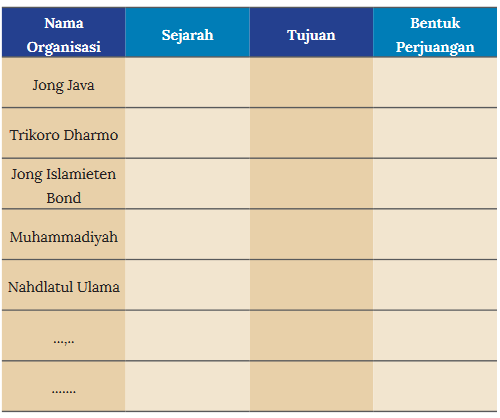 Nama
Organisasi
Sejarah
Tujuan
Bentuk
Perjuangan
Jong Java
Trikoro Dharmo
Jong Islamieten
Bond
Muhammadiyah
Nahdlatul Ulama
...,..
.......